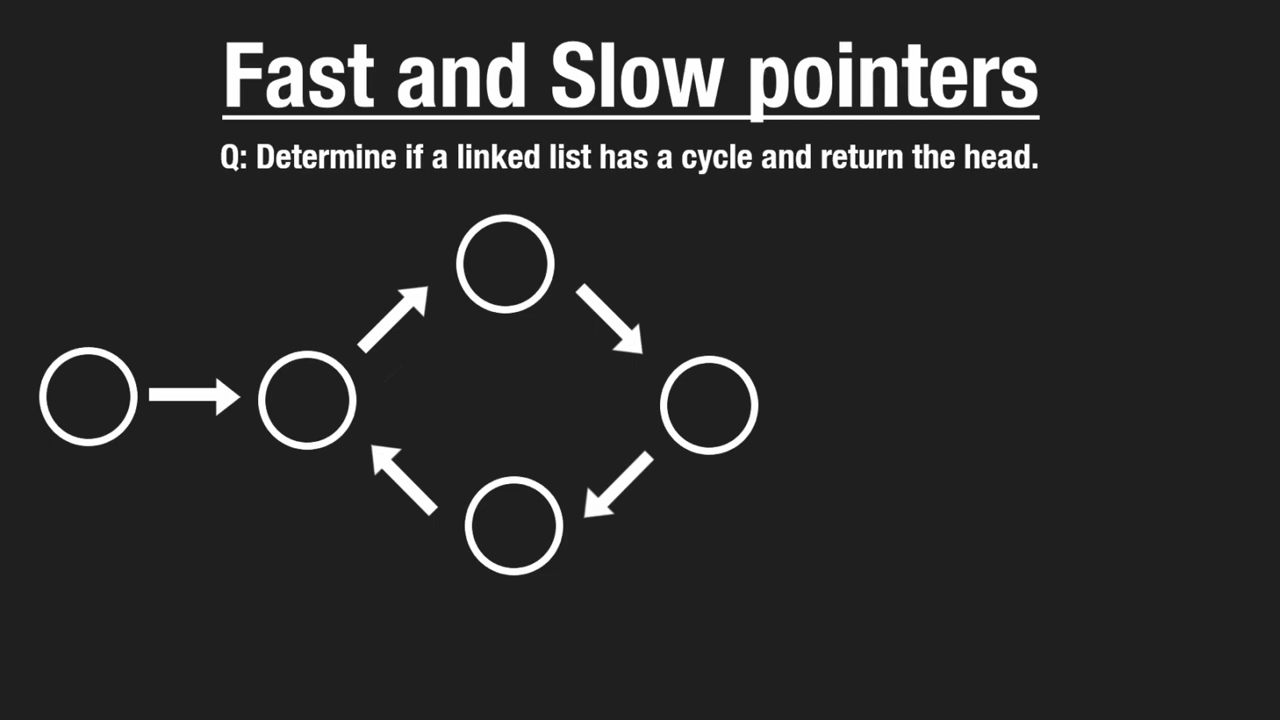 Fast and Slow pointers
Q: Determine if a linked list has a cycle and return the head.